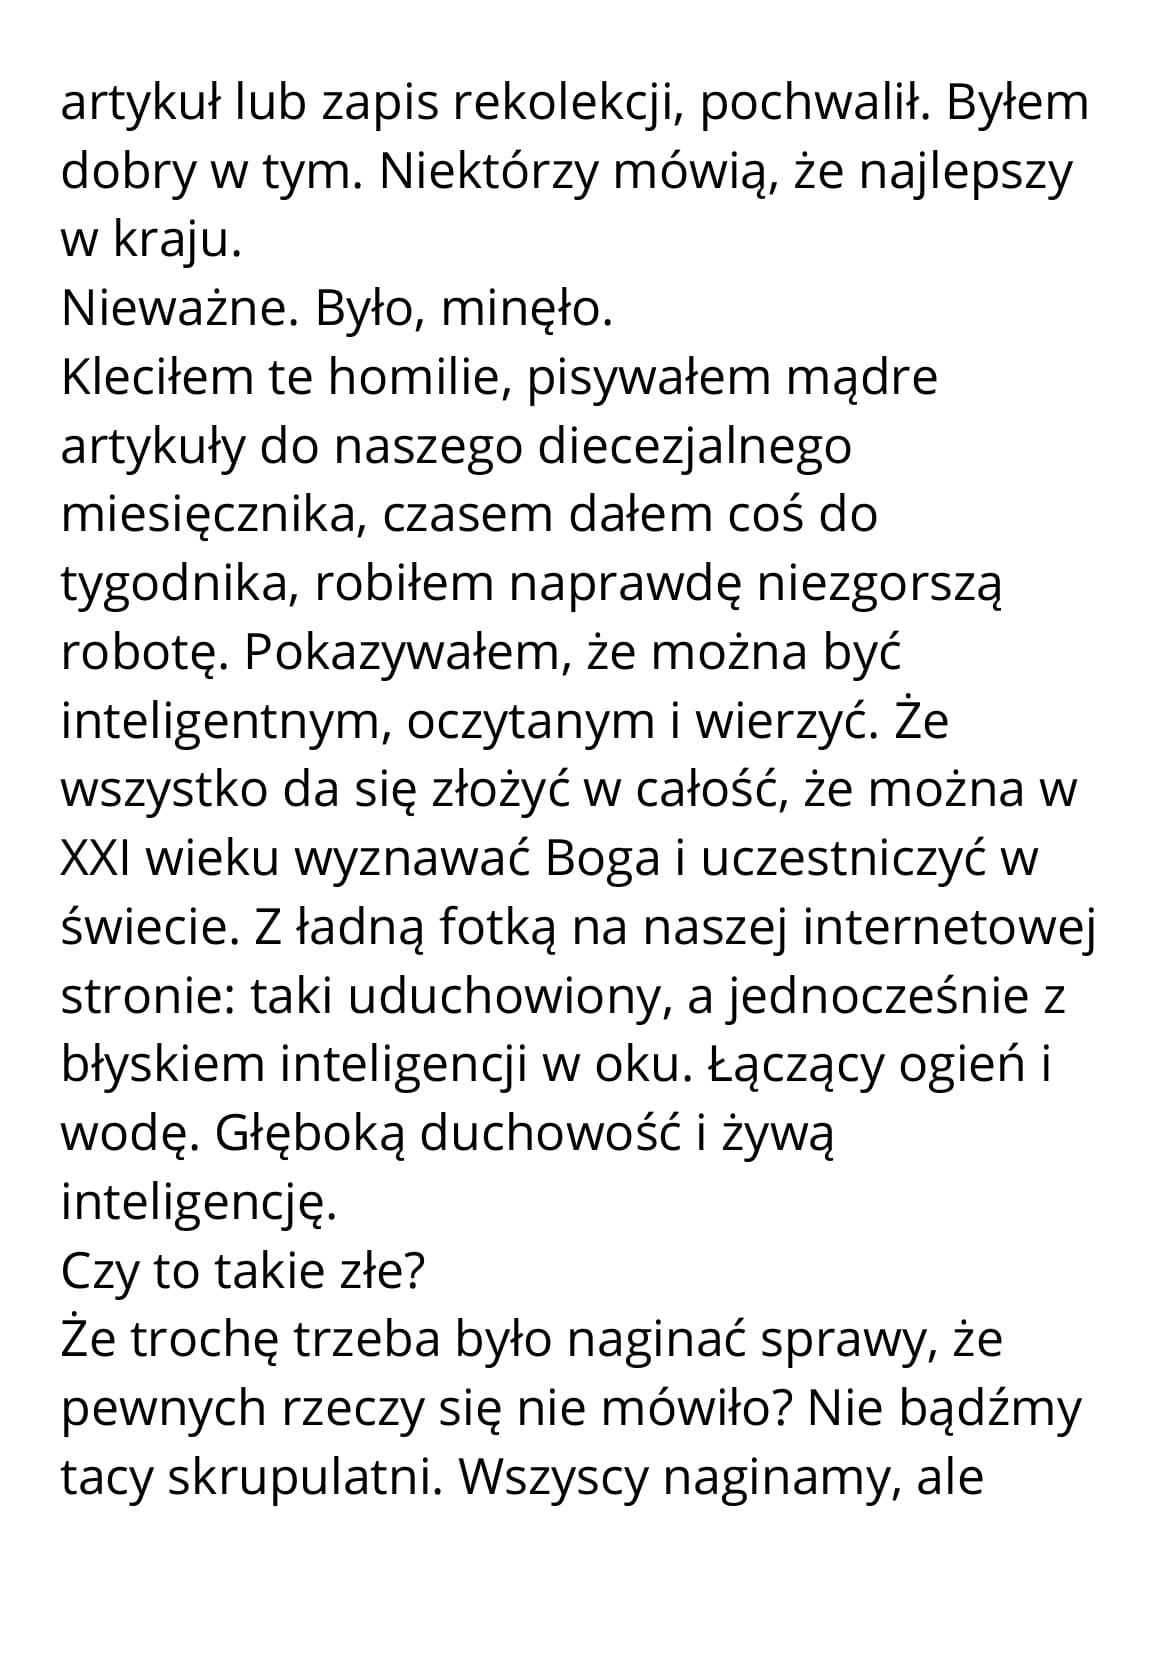 artykuł lub zapis rekolekcji, pochwalił. Byłem
dobry w tym. Niektórzy mówią, że najlepszy
w kraju.
Nieważne. Było, minęło.
Kleciłem te homilie, pisywałem mądre
artykuły do naszego diecezjalnego
miesięcznika, czasem dałem coś do
tygodnika, robiłem naprawdę niezgorszą
robotę. Pokazywałem, że można być
inteligentnym, oczytanym i wierzyć. Że
wszystko da się złożyć w całość, że można w
XXI wieku wyznawać Boga i uczestniczyć w
świecie. Z ładną fotką na naszej internetowej
stronie: taki uduchowiony, a jednocześnie z
błyskiem inteligencji w oku. Łączący ogień i
wodę. Głęboką duchowość i żywą
inteligencję.
Czy to takie złe?
Że trochę trzeba było naginać sprawy, że
pewnych rzeczy się nie mówiło? Nie bądźmy
tacy skrupulatni. Wszyscy naginamy, ale